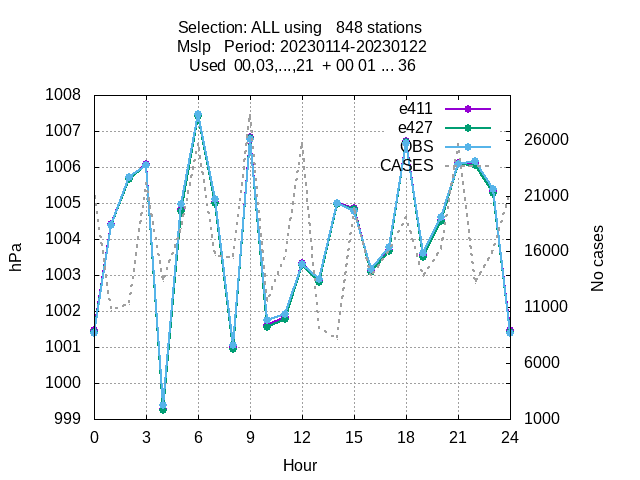 Selection: ALL using   848 stations
Mslp   Period: 20230114-20230122
Used  00,03,...,21  + 00 01 ... 36
1008
1007
1006
1005
1004
1003
1002
1001
1000
999
hPa
e411
e427
OBS
CASES
26000
21000
16000
11000
6000
1000
No cases
0 3 6 9 12 15 18 21 24
Hour